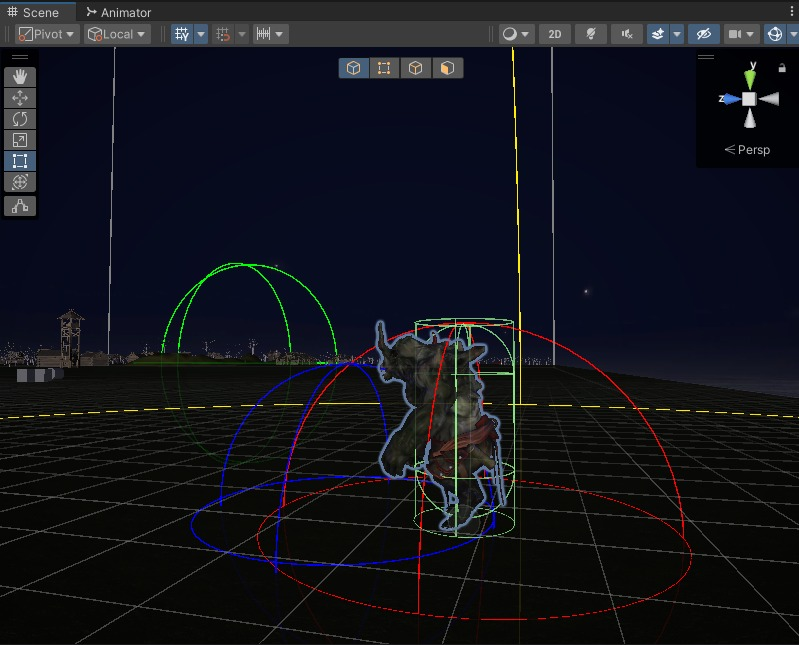 Scene
Animator
Pivot
Local
2D
y
z
Persp